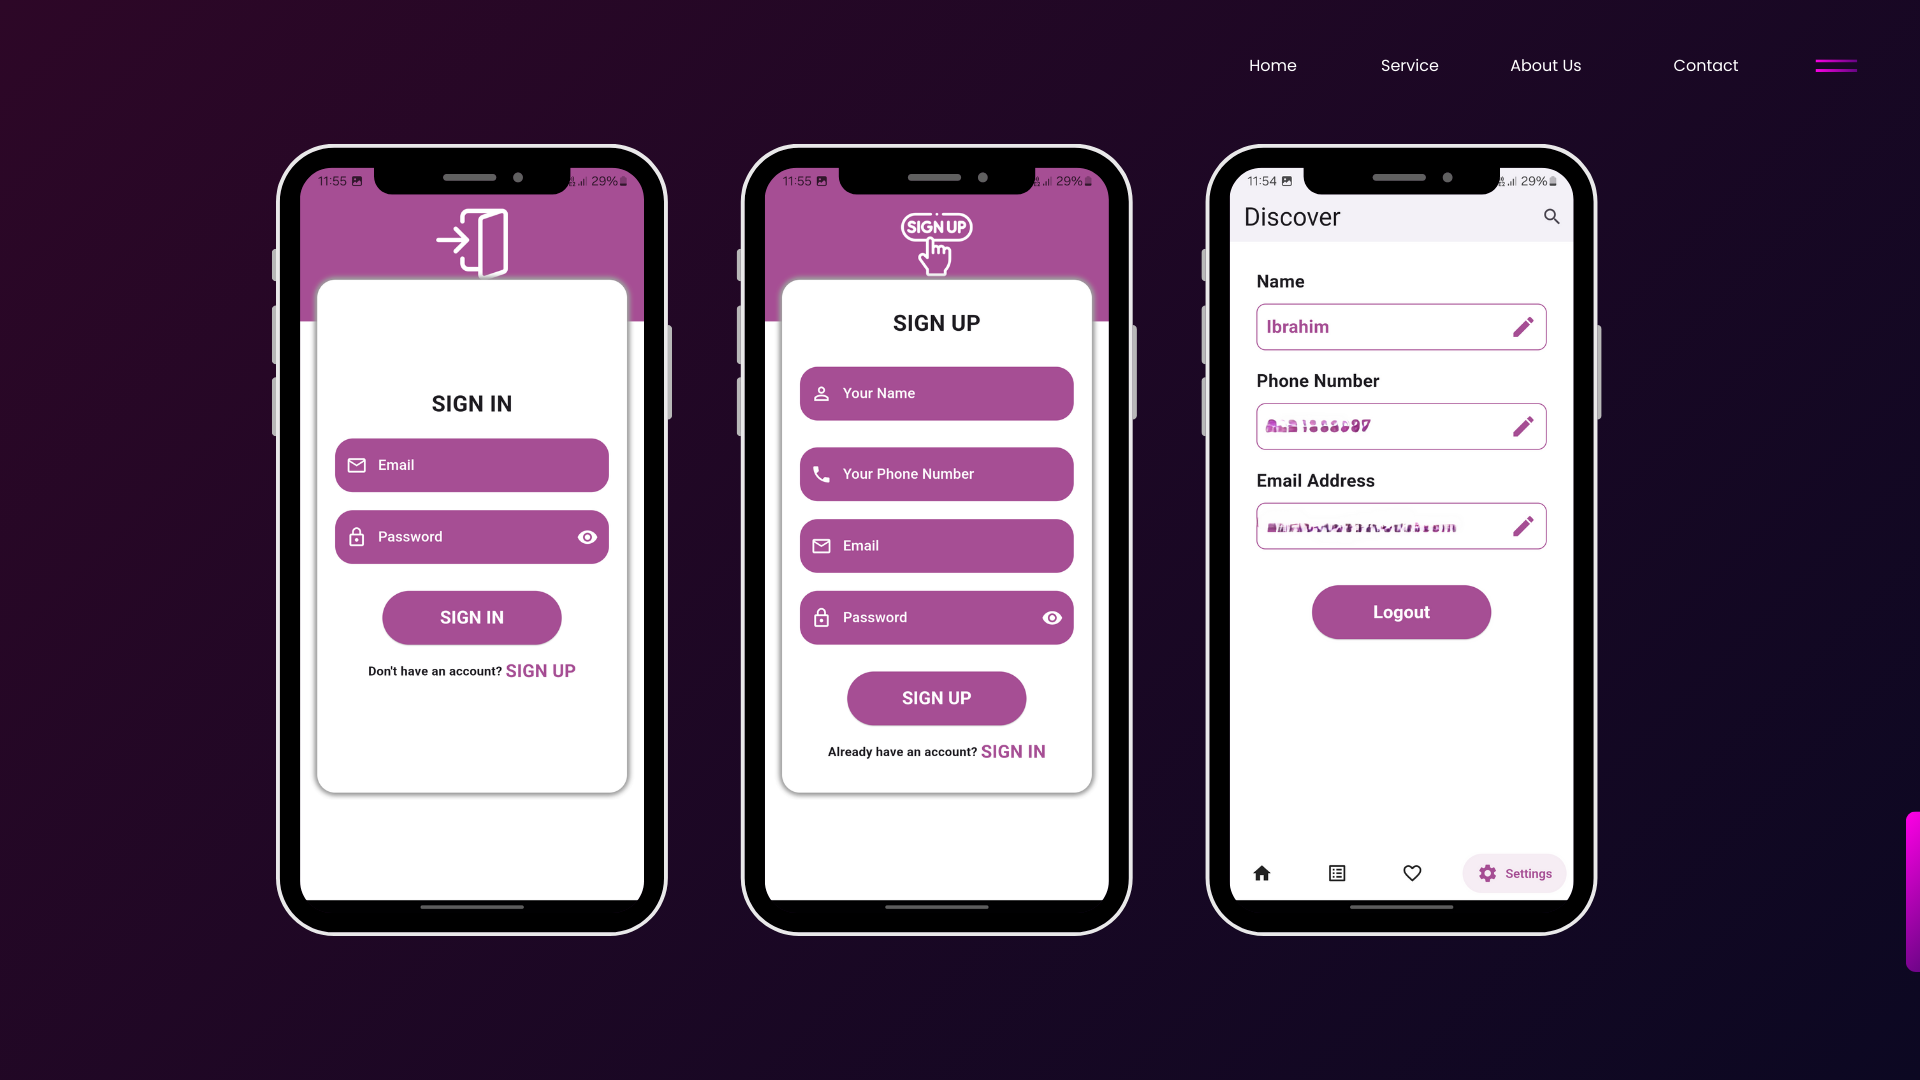 Home
Service
About Us
Contact
11:55
29%
SIGN IN
Email
Password
SIGN IN
Don't have an account? SIGN UP
11:55
29%
SIGN UP
SIGN UP
Your Name
Your Phone Number
Email
Password
SIGN UP
Already have an account? SIGN IN
11:54
29%
Discover
Name
Ibrahim
Phone Number
Email Address
Logout
Settings